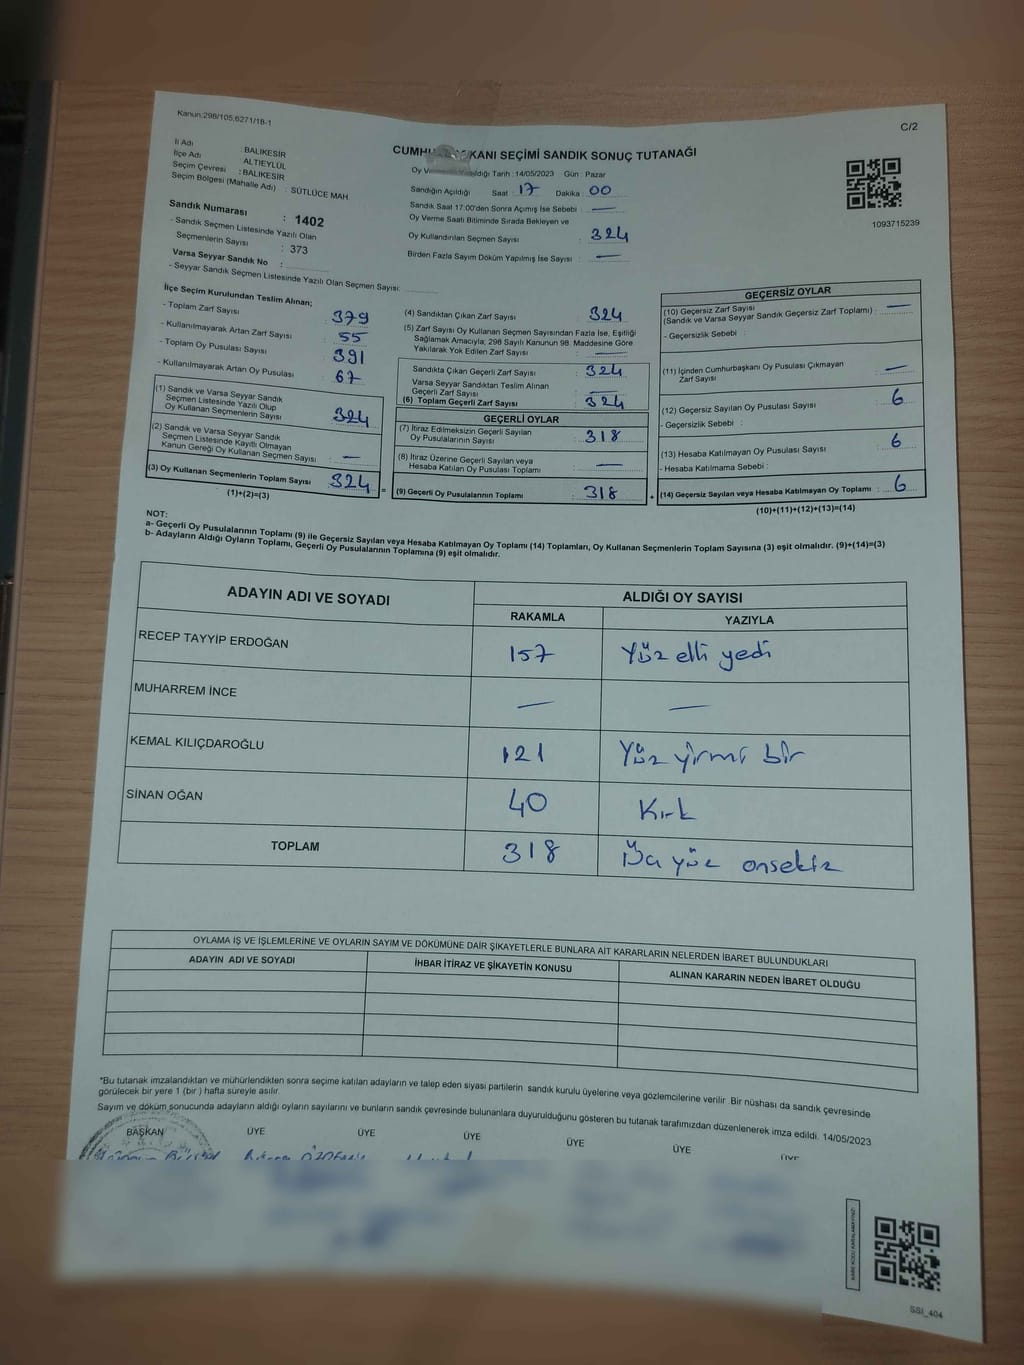 Kanun:298/105,6271/18-1
C/2
İli Adı BALIKESİR
İlçe Adı ALTIEYLÜL
Seçim Çevresi : BALIKESİR
Seçim Bölgesi (Mahalle Adı) : SÜTLÜCE MAH.
Sandık Numarası : 1402
- Sandık Seçmen Listesinde Yazılı Olan
Seçmenlerin Sayısı : 373
Varsa Seyyar Sandık No :
- Seyyar Sandık Seçmen Listesinde Yazılı Olan Seçmen Sayısı:
KANI SEÇİMİ SANDIK SONUÇ TUTANAĞI
Oy Tarih : 14/05/2023 Gün : Pazar
Sandığın Açıldığı Saat : 17 Dakika : 00
Sandık Saat 17:00'den Sonra Açılmış İse Sebebi : —
Oy Verme Saati Bitiminde Sırada Bekleyen ve
Oy Kullandırılan Seçmen Sayısı : 324
Birden Fazla Sayım Döküm Yapılmış İse Sayısı : —
1093715239
İlçe Seçim Kurulundan Teslim Alınan;
- Toplam Zarf Sayısı : 379
- Kullanılmayarak Artan Zarf Sayısı : 55
- Toplam Oy Pusulası Sayısı : 391
- Kullanılmayarak Artan Oy Pusulası : 67
(1) Sandık ve Varsa Seyyar Sandık
Seçmen Listesinde Yazılı Olup
Oy Kullanan Seçmenlerin Sayısı : 324
(2) Sandık ve Varsa Seyyar Sandık
Seçmen Listesinde Kayıtlı Olmayan
Kanun Gereği Oy Kullanan Seçmen Sayısı : —
(3) Oy Kullanan Seçmenlerin Toplam Sayısı : 324 =
(1)+(2)=(3)
(4) Sandıktan Çıkan Zarf Sayısı : 324
(5) Zarf Sayısı Oy Kullanan Seçmen Sayısından Fazla İse, Eşitliği
Sağlamak Amacıyla; 298 Sayılı Kanunun 98. Maddesine Göre
Yakılarak Yok Edilen Zarf Sayısı : —
Sandıkta Çıkan Geçerli Zarf Sayısı : 324
Varsa Seyyar Sandıktan Teslim Alınan
Geçerli Zarf Sayısı :
(6) Toplam Geçerli Zarf Sayısı : 324
GEÇERLİ OYLAR
(7) İtiraz Edilmeksizin Geçerli Sayılan
Oy Pusulalarının Sayısı : 318
(8) İtiraz Üzerine Geçerli Sayılan veya
Hesaba Katılan Oy Pusulası Toplamı : —
(9) Geçerli Oy Pusulalarının Toplamı : 318 +
GEÇERSİZ OYLAR
(10) Geçersiz Zarf Sayısı
(Sandık ve Varsa Seyyar Sandık Geçersiz Zarf Toplamı) : —
- Geçersizlik Sebebi :
(11) İçinden Cumhurbaşkanı Oy Pusulası Çıkmayan
Zarf Sayısı : —
(12) Geçersiz Sayılan Oy Pusulası Sayısı : 6
- Geçersizlik Sebebi :
(13) Hesaba Katılmayan Oy Pusulası Sayısı : 6
- Hesaba Katılmama Sebebi :
(14) Geçersiz Sayılan veya Hesaba Katılmayan Oy Toplamı : 6
(10)+(11)+(12)+(13)=(14)
NOT:
a- Geçerli Oy Pusulalarının Toplamı (9) ile Geçersiz Sayılan veya Hesaba Katılmayan Oy Toplamı (14) Toplamları, Oy Kullanan Seçmenlerin Toplam Sayısına (3) eşit olmalıdır. (9)+(14)=(3)
b- Adayların Aldığı Oyların Toplamı, Geçerli Oy Pusulalarının Toplamına (9) eşit olmalıdır.
ADAYIN ADI VE SOYADI ALDIĞI OY SAYISI
RAKAMLA YAZIYLA
RECEP TAYYİP ERDOĞAN 157 Yüz elli yedi
MUHARREM İNCE — —
KEMAL KILIÇDAROĞLU 121 Yüz yirmi bir
SİNAN OĞAN 40 Kırk
TOPLAM 318 Üç yüz onsekiz
OYLAMA İŞ VE İŞLEMLERİNE VE OYLARIN SAYIM VE DÖKÜMÜNE DAİR ŞİKAYETLERLE BUNLARA AİT KARARLARIN NELERDEN İBARET BULUNDUKLARI
ADAYIN ADI VE SOYADI İHBAR İTİRAZ VE ŞİKAYETİN KONUSU ALINAN KARARIN NEDEN İBARET OLDUĞU
*Bu tutanak imzalandıktan ve mühürlendikten sonra seçime katılan adayların ve talep eden siyasi partilerin sandık kurulu üyelerine veya gözlemcilerine verilir. Bir nüshası da sandık çevresinde
görülecek bir yere 1 (bir) hafta süreyle asılır.
Sayım ve döküm sonucunda adayların aldığı oyların sayılarını ve bunların sandık çevresinde bulunanlara duyurulduğunu gösteren bu tutanak tarafımızdan düzenlenerek imza edildi. 14/05/2023
BAŞKAN ÜYE ÜYE ÜYE ÜYE ÜYE ÜYE
SSI_404